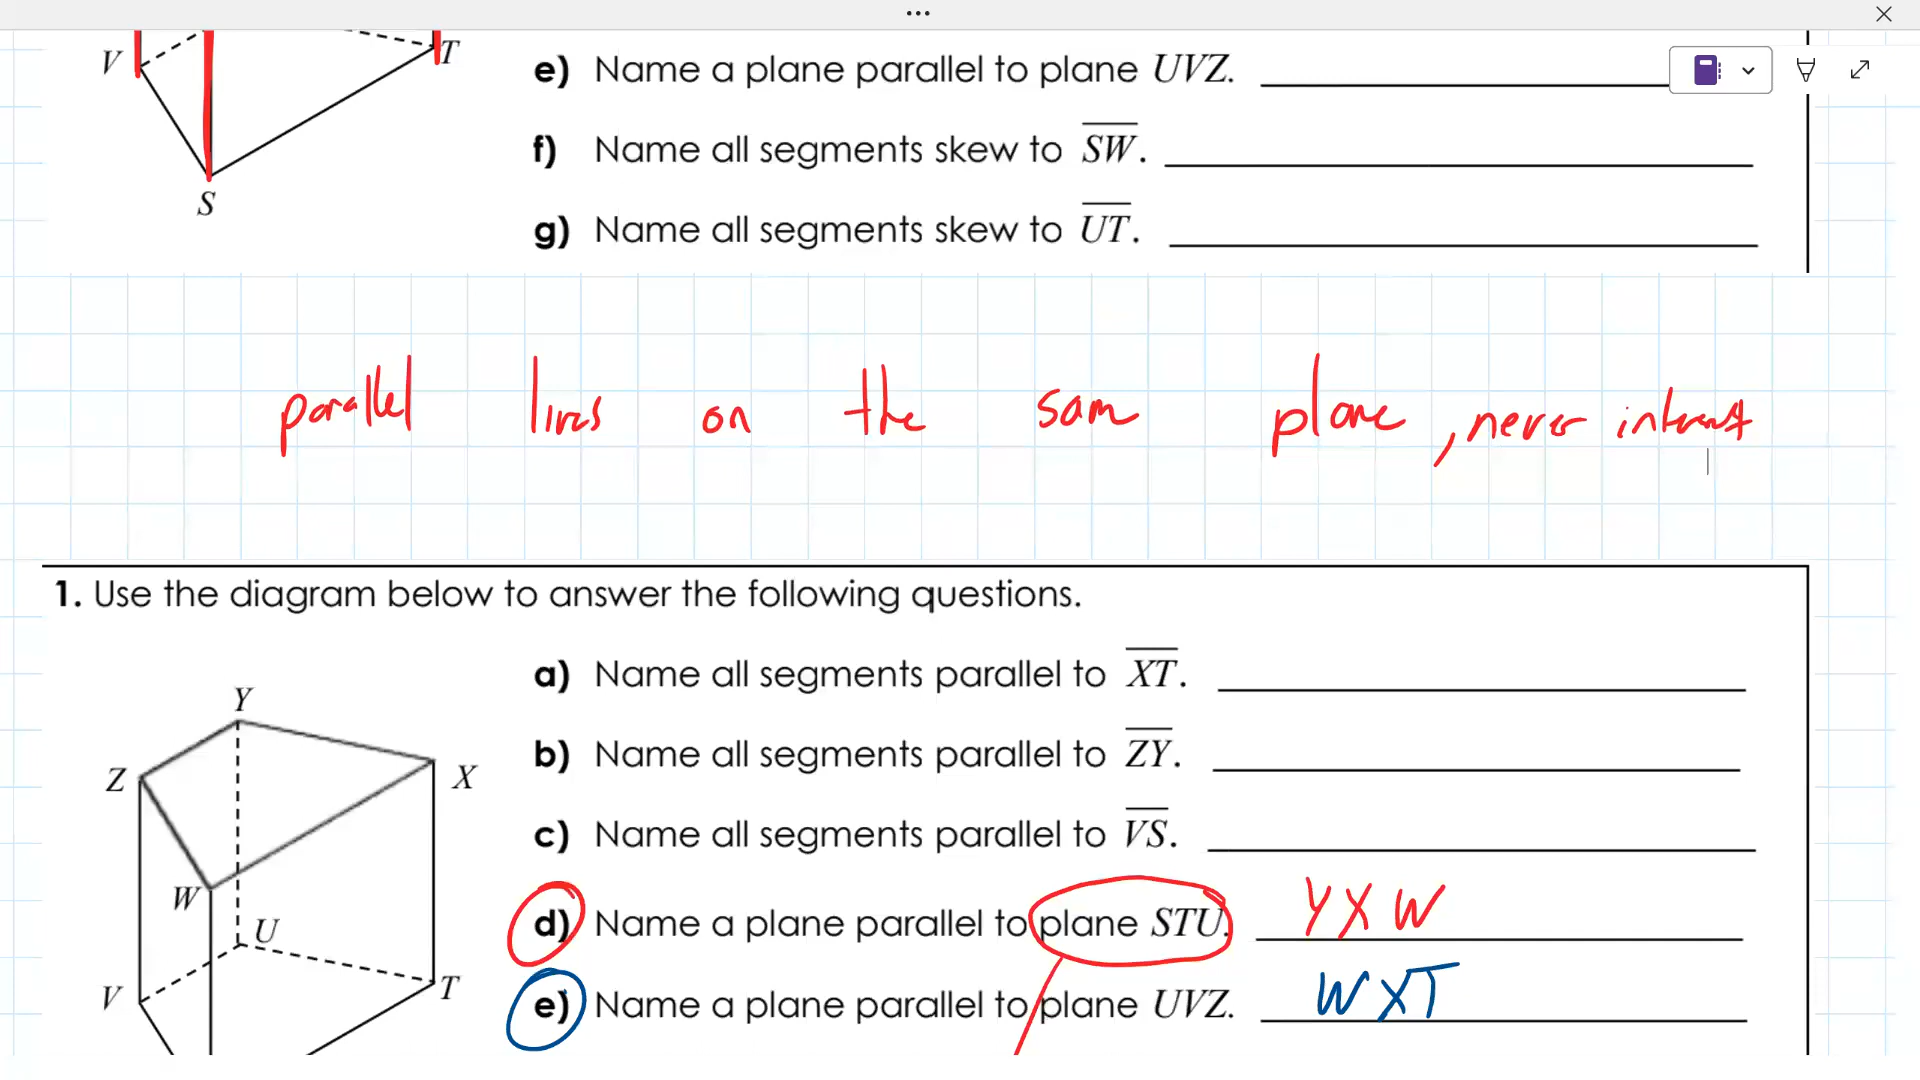 V
T
e) Name a plane parallel to plane UVZ.
f) Name all segments skew to SW.
g) Name all segments skew to UT.
S
parallel lines on the same plane, never intersect
1. Use the diagram below to answer the following questions.
a) Name all segments parallel to XT.
Y
b) Name all segments parallel to ZY.
Z
X
c) Name all segments parallel to VS.
W
d) Name a plane parallel to plane STU. YXW
U
V
T
e) Name a plane parallel to plane UVZ. WXT